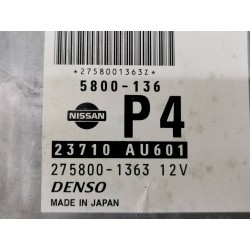 *2758001363Z*
5800-136
NISSAN P4
23710 AU601
275800-1363 12V
DENSO
MADE IN JAPAN